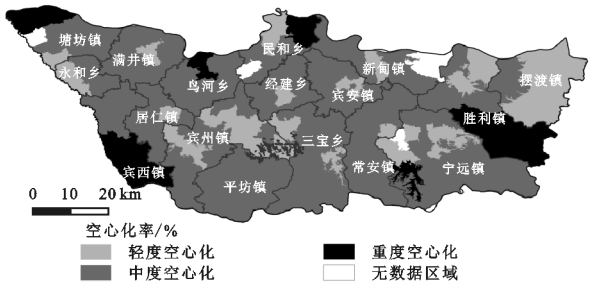 塘坊镇
满井镇
民和乡
永和乡
鸟河乡
经建乡
新甸镇
宾安镇
摆渡镇
居仁镇
宾州镇
三宝乡
胜利镇
宾西镇
平坊镇
常安镇
宁远镇
0 10 20 km
空心化率/%
轻度空心化
重度空心化
中度空心化
无数据区域